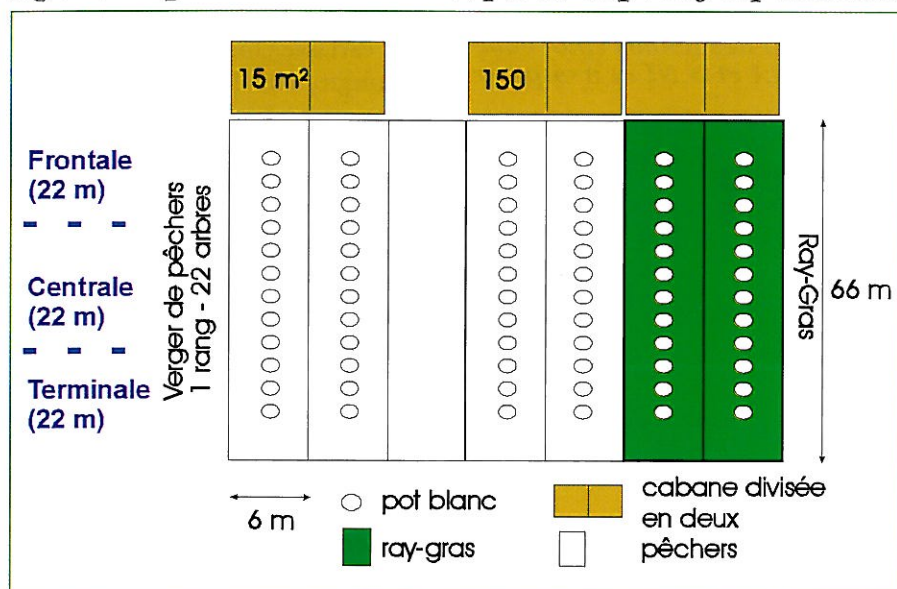 15 m²
150
Frontale
(22 m)
Centrale
(22 m)
Terminale
(22 m)
Verger de pêchers
1 rang - 22 arbres
Ray-Gras
66 m
6 m
pot blanc
ray-gras
cabane divisée
en deux
pêchers